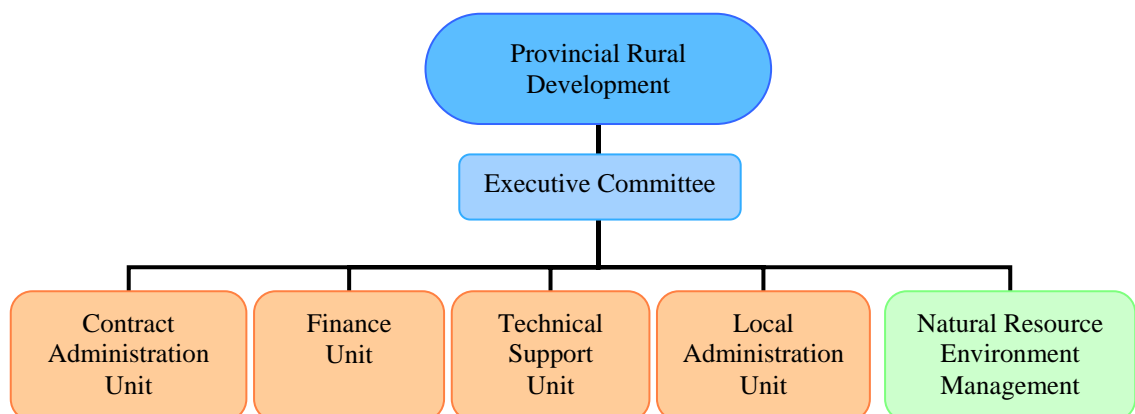 Provincial Rural
Development
Executive Committee
Contract
Administration
Unit
Finance
Unit
Technical
Support
Unit
Local
Administration
Unit
Natural Resource
Environment
Management